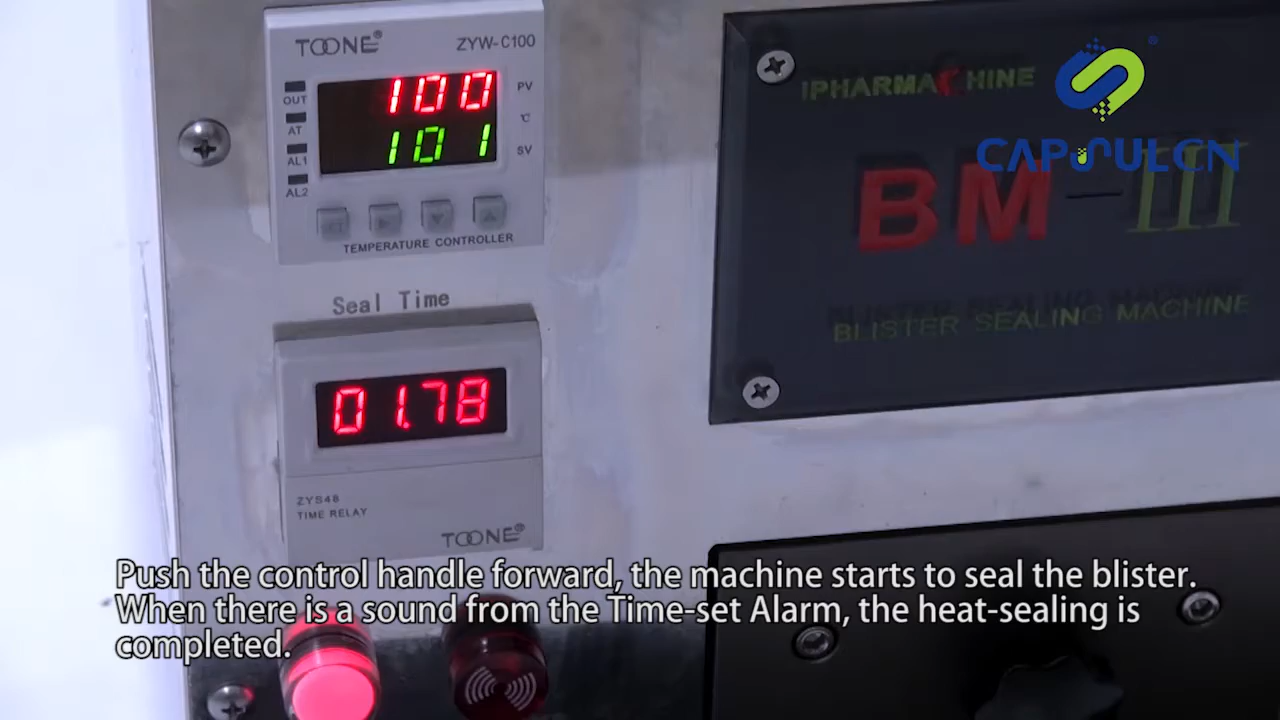 TOONE®
ZYW-C100
OUT
AT
AL1
AL2
100
101
PV
℃
SV
TEMPERATURE CONTROLLER
Seal Time
01.78
ZYS48
TIME RELAY
TOONE®
IPHARMACHINE
®
CAPSULCN
BM-III
BLISTER SEALING MACHINE
Push the control handle forward, the machine starts to seal the blister.
When there is a sound from the Time-set Alarm, the heat-sealing is
completed.